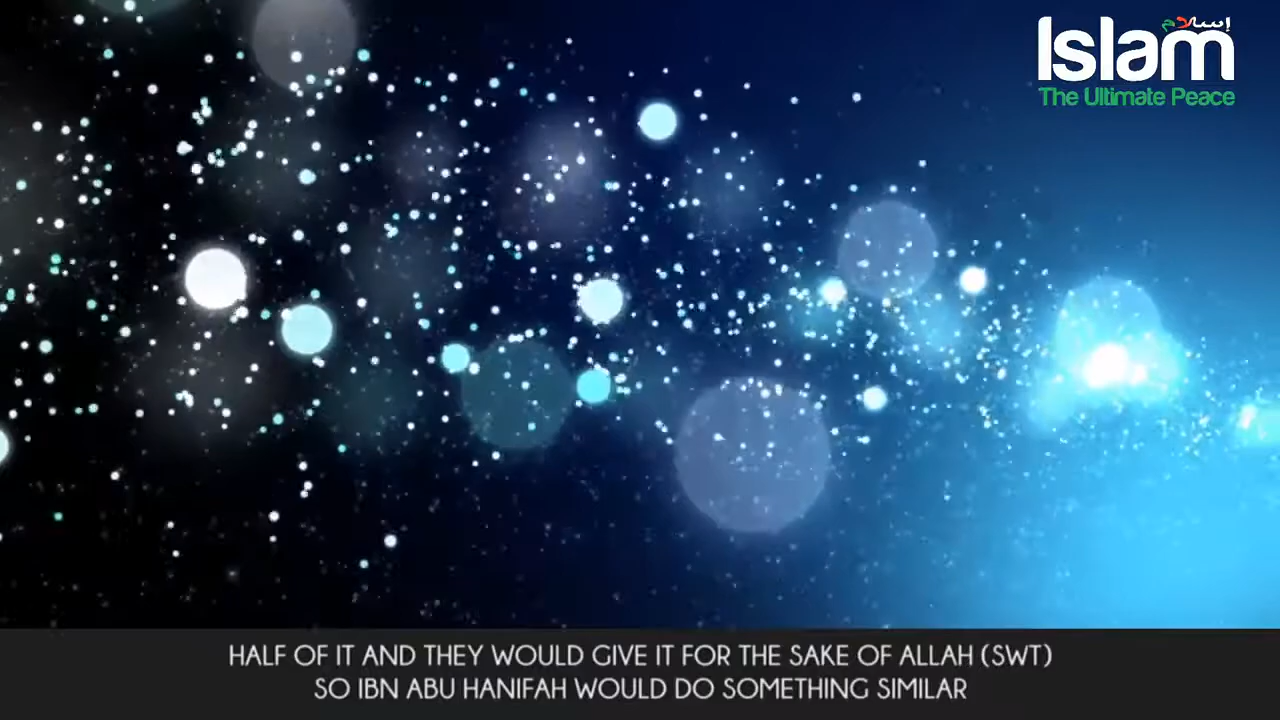 إسلام
Islam
The Ultimate Peace
HALF OF IT AND THEY WOULD GIVE IT FOR THE SAKE OF ALLAH (SWT)
SO IBN ABU HANIFAH WOULD DO SOMETHING SIMILAR